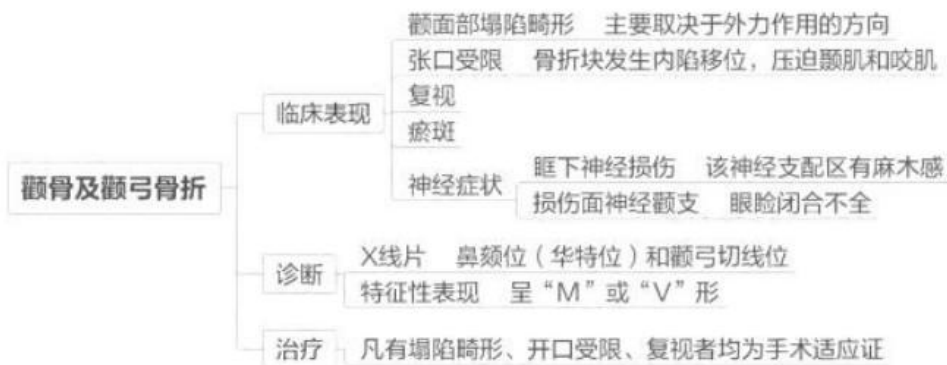 颧面部塌陷畸形 主要取决于外力作用的方向
张口受限 骨折块发生内陷移位，压迫颞肌和咬肌
临床表现
复视
瘀斑
颧骨及颧弓骨折
神经症状
眶下神经损伤 该神经支配区有麻木感
损伤面神经颧支 眼睑闭合不全
诊断
X线片 鼻颏位（华特位）和颧弓切线位
特征性表现 呈“M”或“V”形
治疗
凡有塌陷畸形、开口受限、复视者均为手术适应证